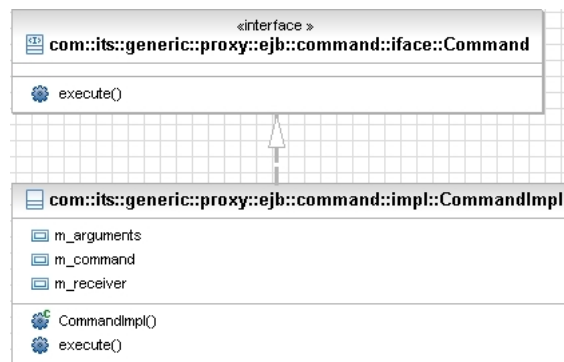 «interface »
com::its::generic::proxy::ejb::command::iface::Command
execute()
com::its::generic::proxy::ejb::command::impl::CommandImpl
m_arguments
m_command
m_receiver
CommandImpl()
execute()